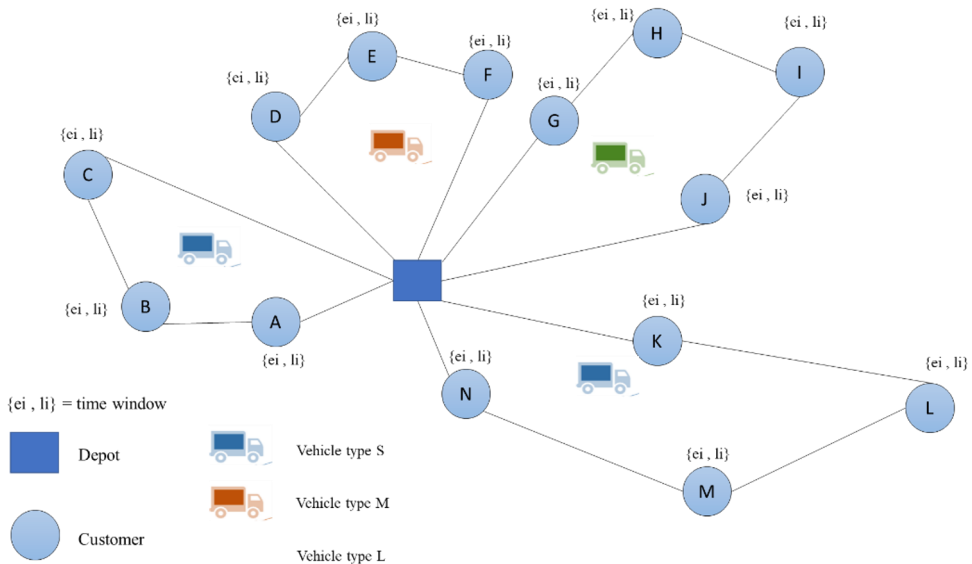 {ei , li}
E
{ei , li}
F
{ei , li}
D
{ei , li}
H
{ei , li}
I
{ei , li}
G
{ei , li}
C
J
{ei , li}
B
{ei , li}
A
{ei , li}
{ei , li}
K
{ei , li}
N
{ei , li}
L
{ei , li}
M
{ei , li} = time window
Depot
Customer
Vehicle type S
Vehicle type M
Vehicle type L